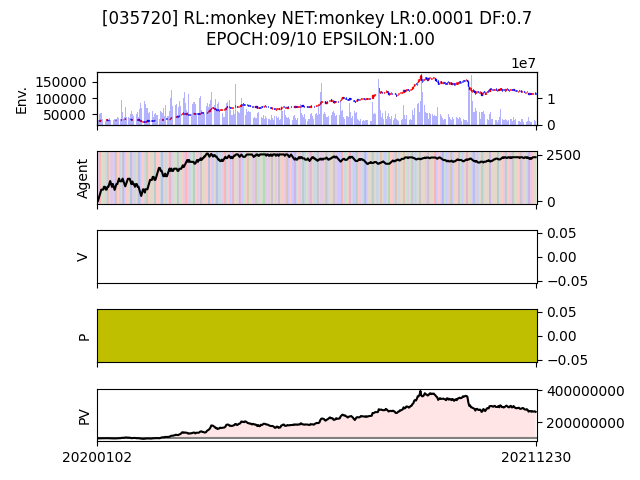 [035720] RL:monkey NET:monkey LR:0.0001 DF:0.7
EPOCH:09/10 EPSILON:1.00
1e7
150000
100000
50000
Env.
1
0
Agent
2500
0
V
0.05
0.00
−0.05
P
0.05
0.00
−0.05
PV
400000000
200000000
20200102
20211230